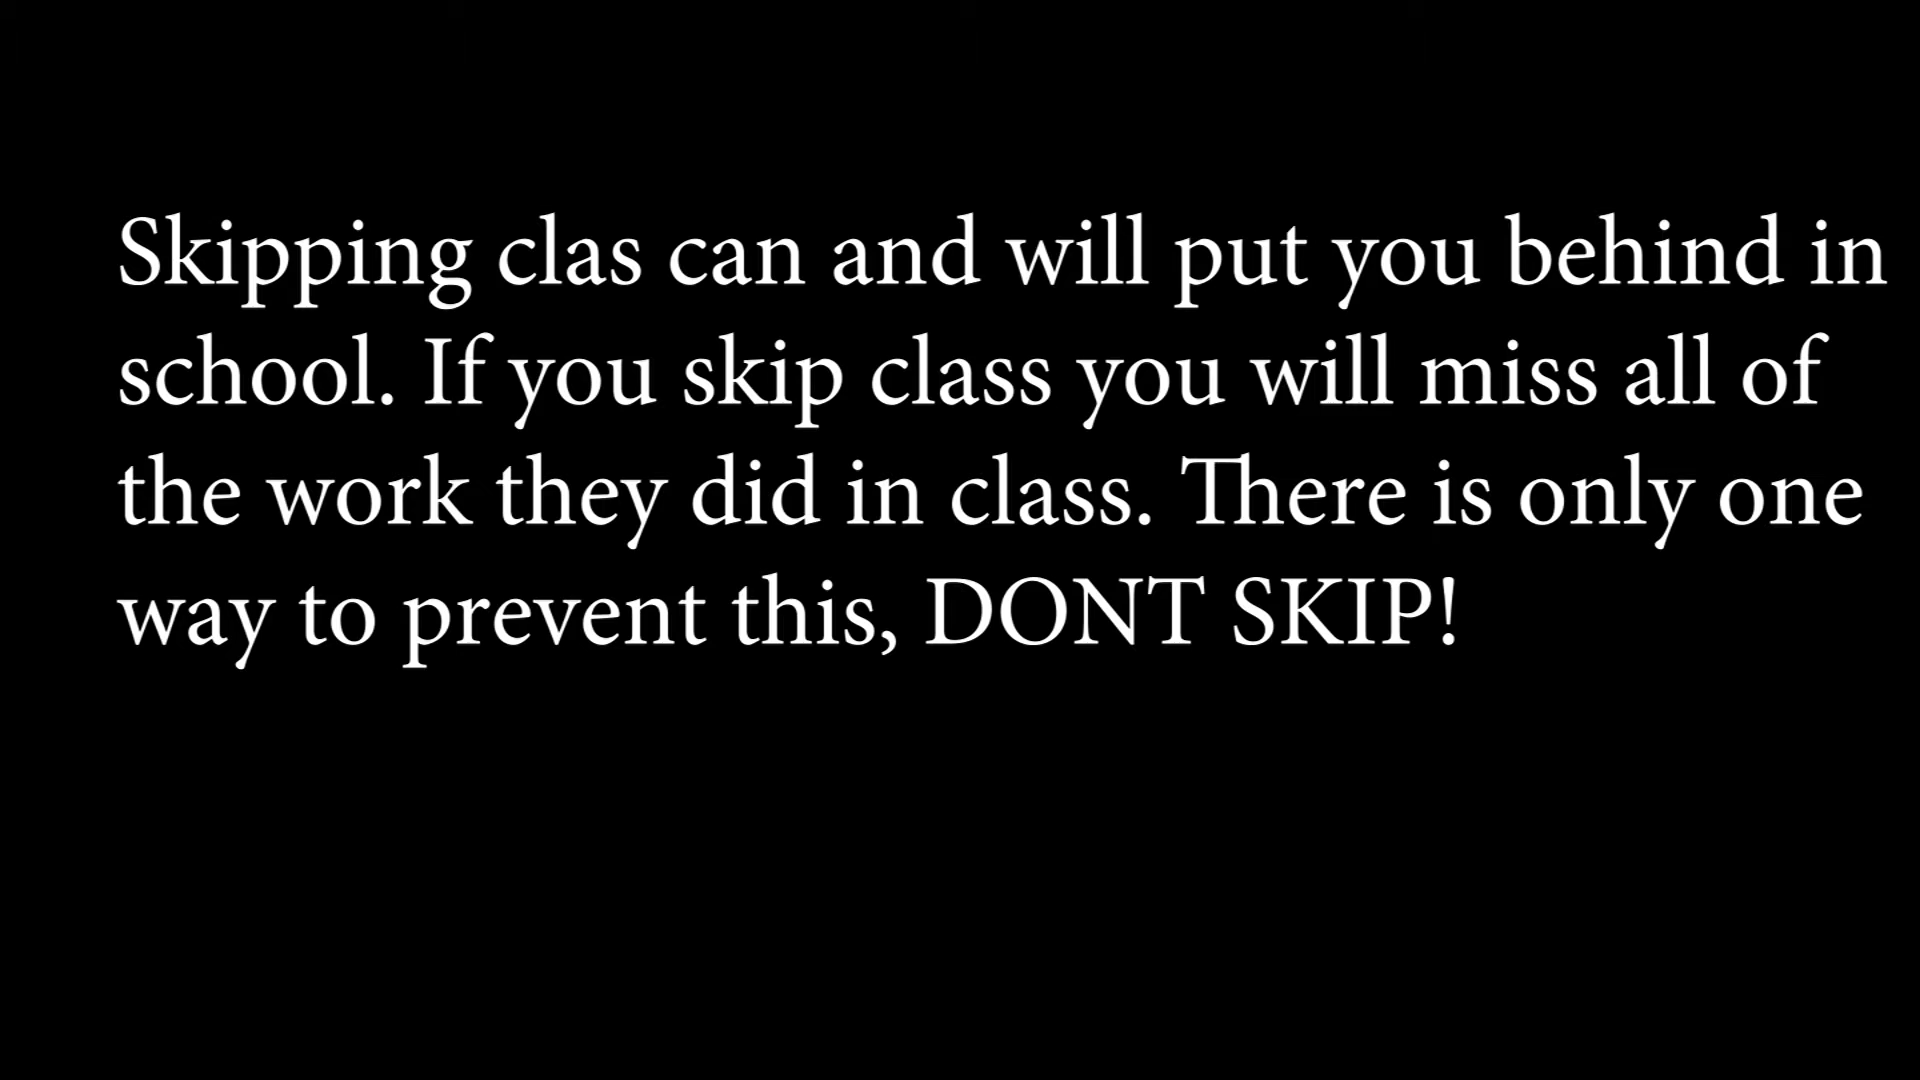 Skipping clas can and will put you behind in
school. If you skip class you will miss all of
the work they did in class. There is only one
way to prevent this, DONT SKIP!